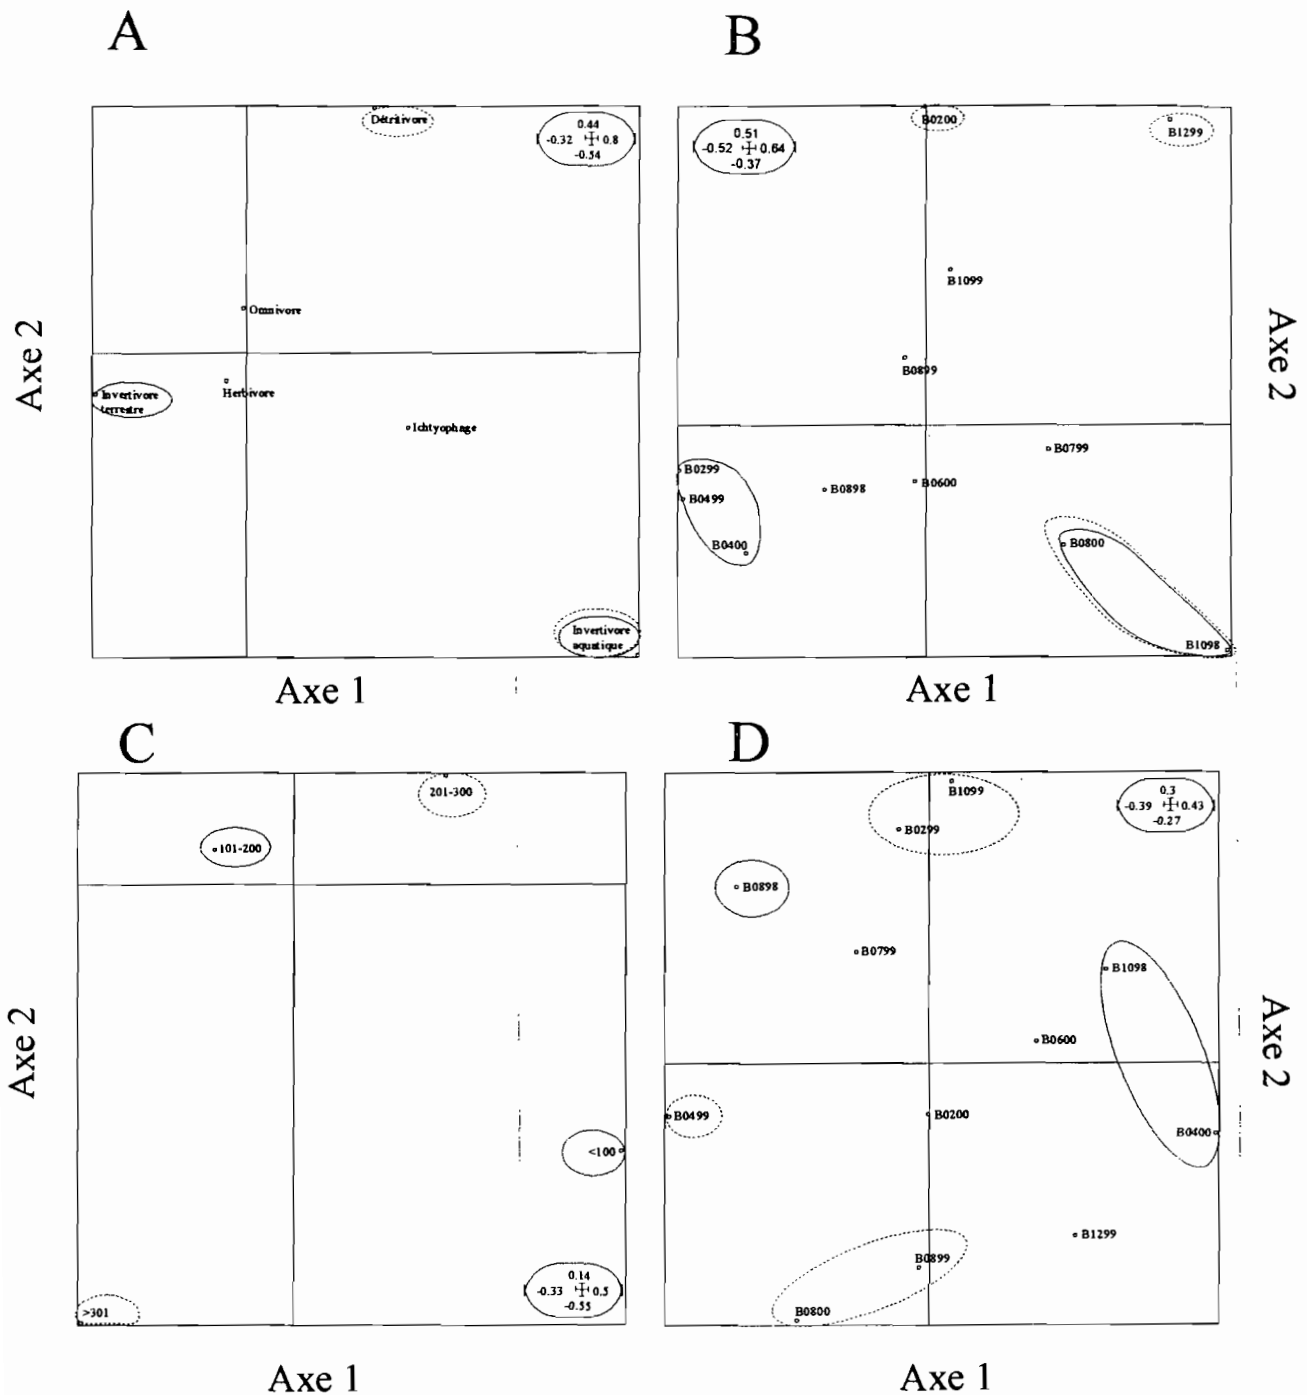 A
B
Détritivore
0.44
-0.32 0.8
-0.54
Omnivore
Invertivore
terrestre
Herbivore
Ichtyophage
Invertivore
aquatique
Axe 2
Axe 1
0.51
-0.52 0.64
-0.37
B0200
B1299
B1099
B0899
B0799
B0299
B0499
B0898
B0600
B0400
B0800
B1098
Axe 2
Axe 1
C
D
201-300
101-200
<100
>301
0.14
-0.33 0.5
-0.55
Axe 2
Axe 1
B1099
0.3
-0.39 0.43
-0.27
B0299
B0898
B0799
B1098
B0600
B0499
B0200
B0400
B1299
B0899
B0800
Axe 2
Axe 1